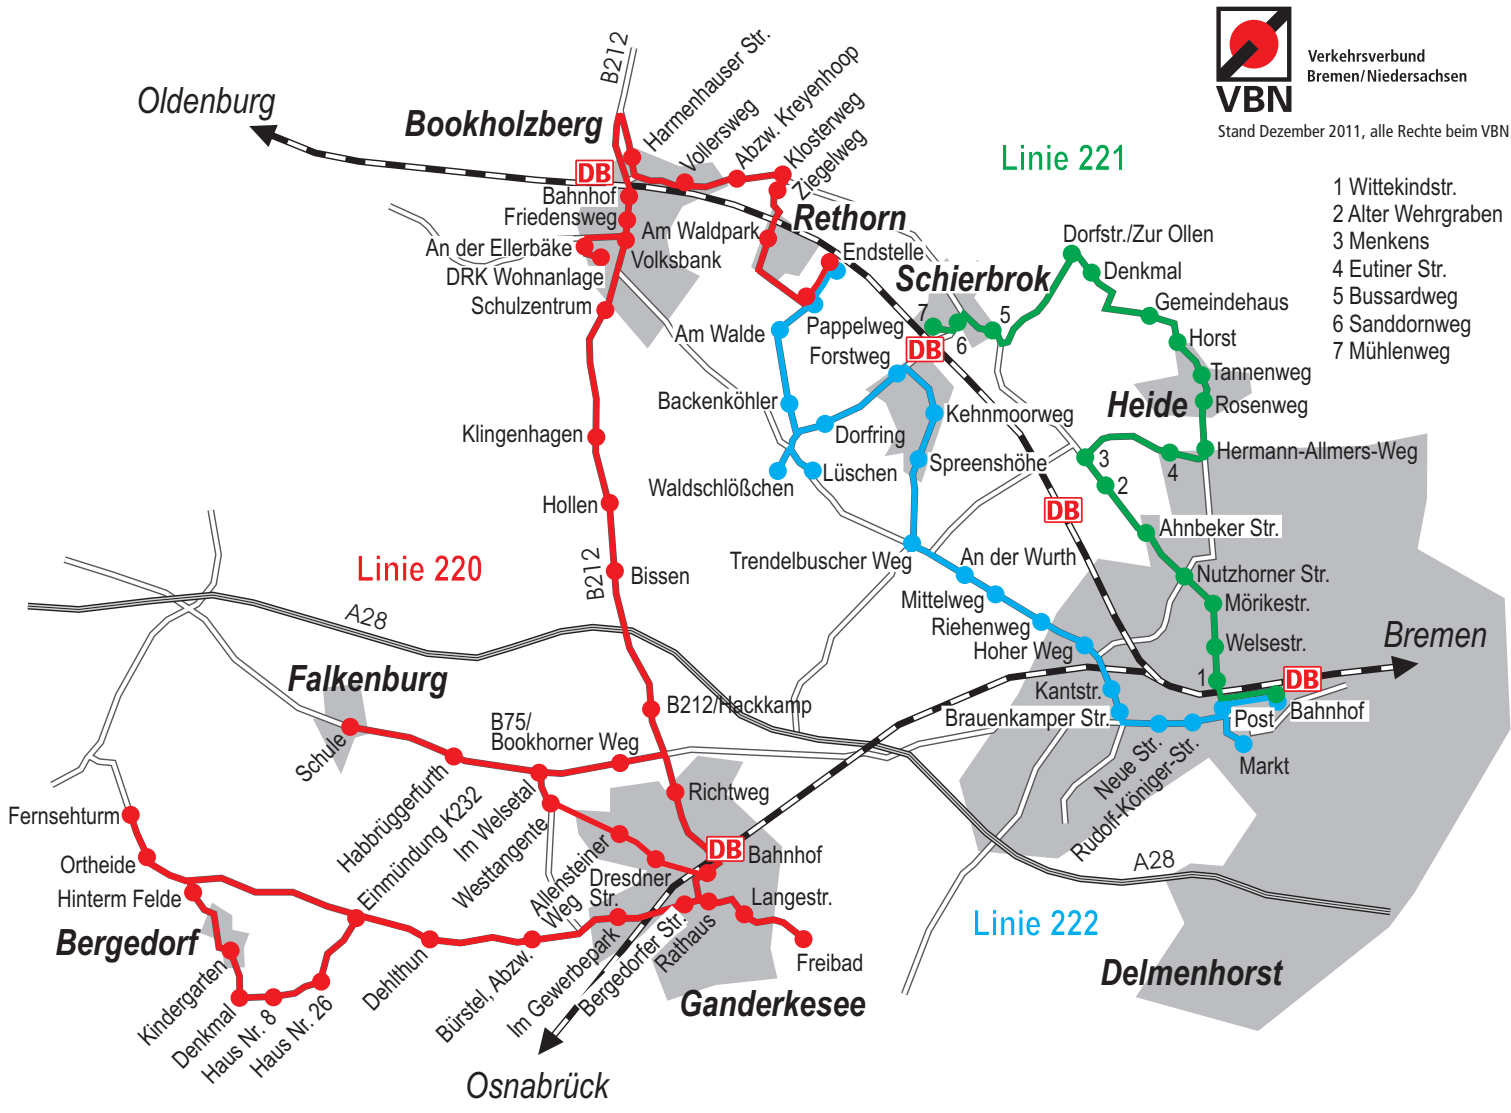 VBN
Verkehrsverbund
Bremen/Niedersachsen
Stand Dezember 2011, alle Rechte beim VBN
Oldenburg
Bookholzberg
B212
Harmenhauser Str.
Vollersweg
Abzw. Kreyenhoop
Klosterweg
Ziegelweg
DB
Bahnhof
Friedensweg
An der Ellerbäke
DRK Wohnanlage
Volksbank
Schulzentrum
Am Waldpark
Rethorn
Endstelle
Pappelweg
Forstweg
Am Walde
Backenköhler
Dorfring
Waldschlößchen
Lüschen
Kehnmoorweg
Spreenshöhe
Trendelbuscher Weg
An der Wurth
Mittelweg
Riehenweg
Hoher Weg
Kantstr.
Brauenkamper Str.
Neue Str.
Rudolf-Königer-Str.
Post
Markt
Bahnhof
DB
Bremen
Linie 221
1 Wittekindstr.
2 Alter Wehrgraben
3 Menkens
4 Eutiner Str.
5 Bussardweg
6 Sanddornweg
7 Mühlenweg
Schierbrok
7
6
5
DB
Dorfstr./Zur Ollen
Denkmal
Gemeindehaus
Horst
Tannenweg
Rosenweg
Heide
Hermann-Allmers-Weg
4
3
2
DB
Ahnbeker Str.
Nutzhorner Str.
Mörikestr.
Welsestr.
1
Klingenhagen
Hollen
B212
Bissen
Linie 220
A28
Falkenburg
Schule
Habbrüggerfurth
B75/
Bookhorner Weg
B212/Hackkamp
Im Welsetal
Westtangente
Allensteiner
Weg
Dresdner
Str.
Richtweg
DB
Bahnhof
Langestr.
Freibad
Rathaus
Bergedorfer Str.
Im Gewerbepark
Bürstel, Abzw.
Dehlthun
Einmündung K232
Fernsehturm
Ortheide
Hinterm Felde
Bergedorf
Kindergarten
Denkmal
Haus Nr. 8
Haus Nr. 26
Ganderkesee
Osnabrück
Linie 222
A28
Delmenhorst